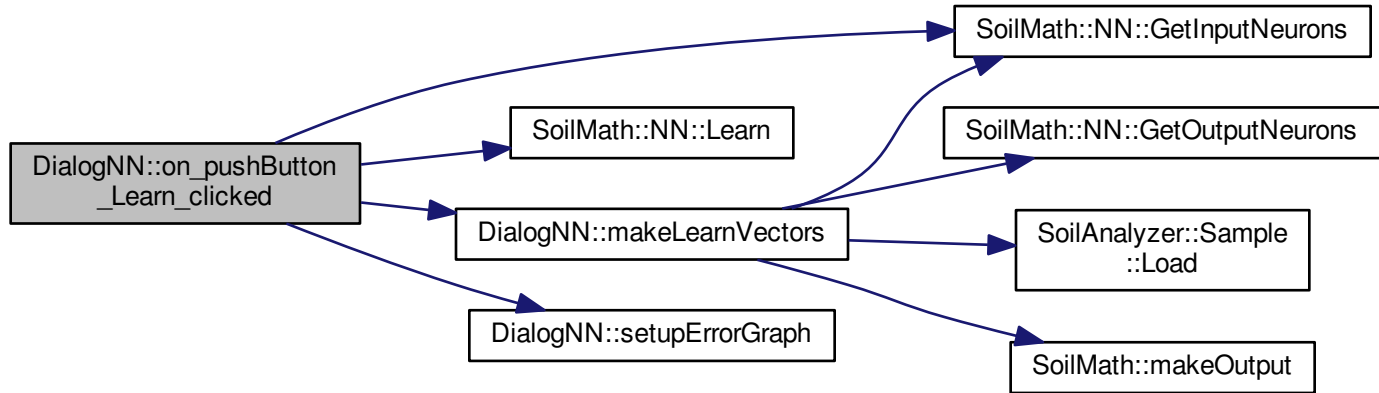 DialogNN::on_pushButton
_Learn_clicked
SoilMath::NN::GetInputNeurons
SoilMath::NN::Learn
DialogNN::makeLearnVectors
DialogNN::setupErrorGraph
SoilMath::NN::GetOutputNeurons
SoilAnalyzer::Sample
::Load
SoilMath::makeOutput